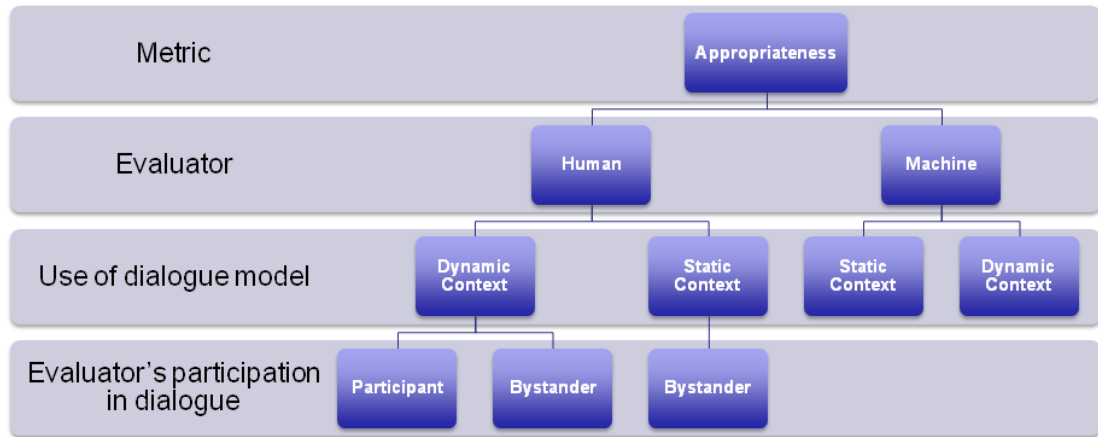 Metric
Appropriateness
Evaluator
Human
Machine
Use of dialogue model
Dynamic
Context
Static
Context
Static
Context
Dynamic
Context
Evaluator's participation
in dialogue
Participant
Bystander
Bystander